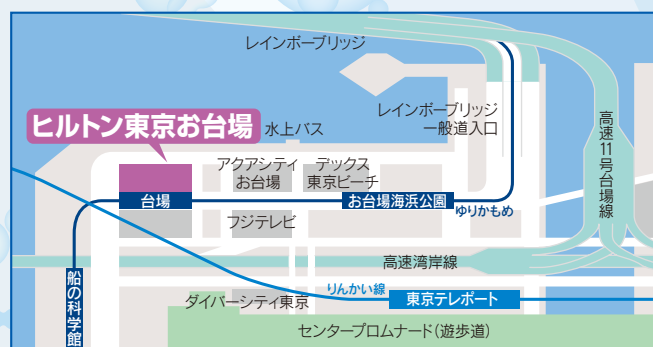 レインボーブリッジ
レインボーブリッジ
一般道入口
高速11号台場線
ヒルトン東京お台場
水上バス
アクアシティ
お台場
デックス
東京ビーチ
台場
お台場海浜公園
ゆりかもめ
フジテレビ
高速湾岸線
船の科学館
りんかい線
東京テレポート
ダイバーシティ東京
センタープロムナード(遊歩道)